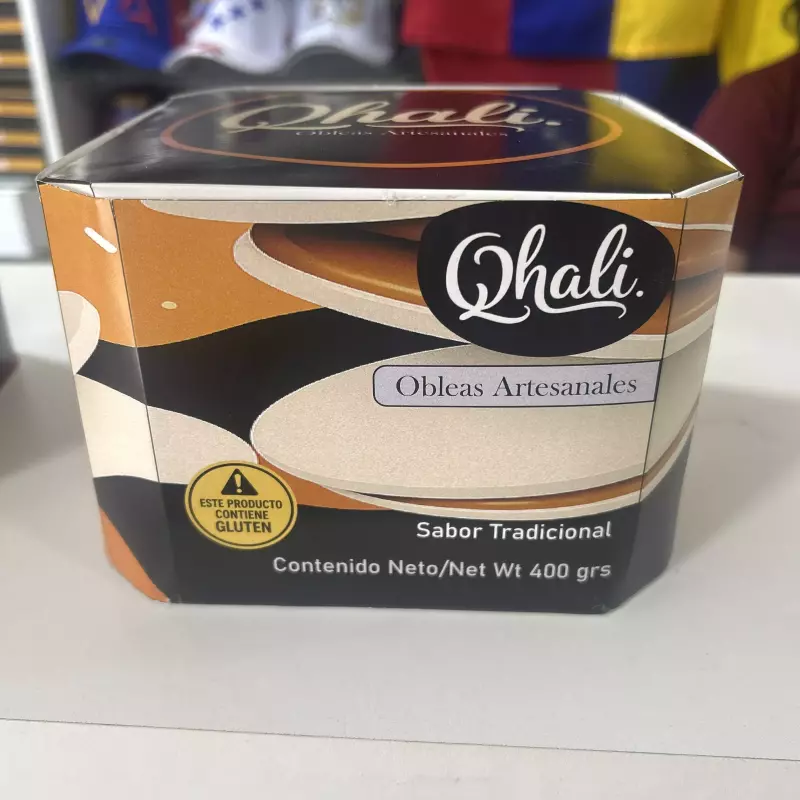 Qhali.
Obleas Artesanales
Qhali.
Obleas Artesanales
ESTE PRODUCTO
CONTIENE
GLUTEN
Sabor Tradicional
Contenido Neto/Net Wt 400 grs